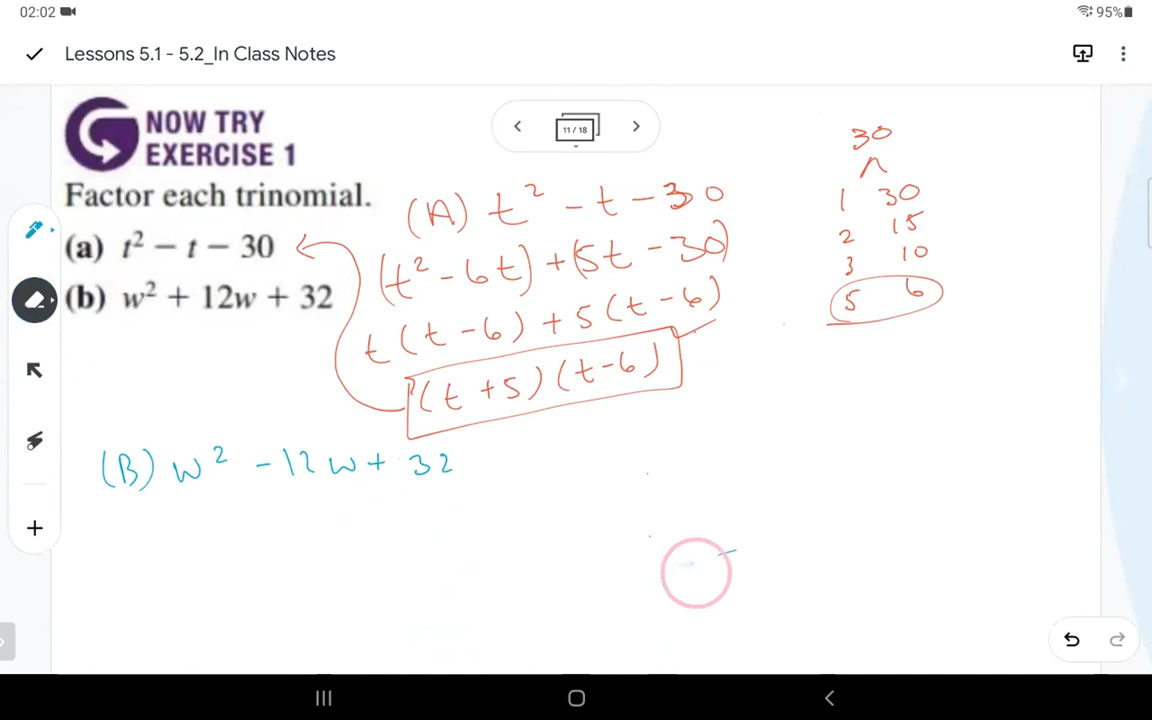 02:02
95%
Lessons 5.1 - 5.2_In Class Notes
NOW TRY
EXERCISE 1
11 / 18
Factor each trinomial.
(a) t² − t − 30
(b) w² + 12w + 32
(A) t² - t - 30
(t² - 6t) + (5t - 30)
t(t - 6) + 5(t - 6)
(t + 5)(t - 6)
30
1 30
2 15
3 10
5 6
(B) w² - 12w + 32